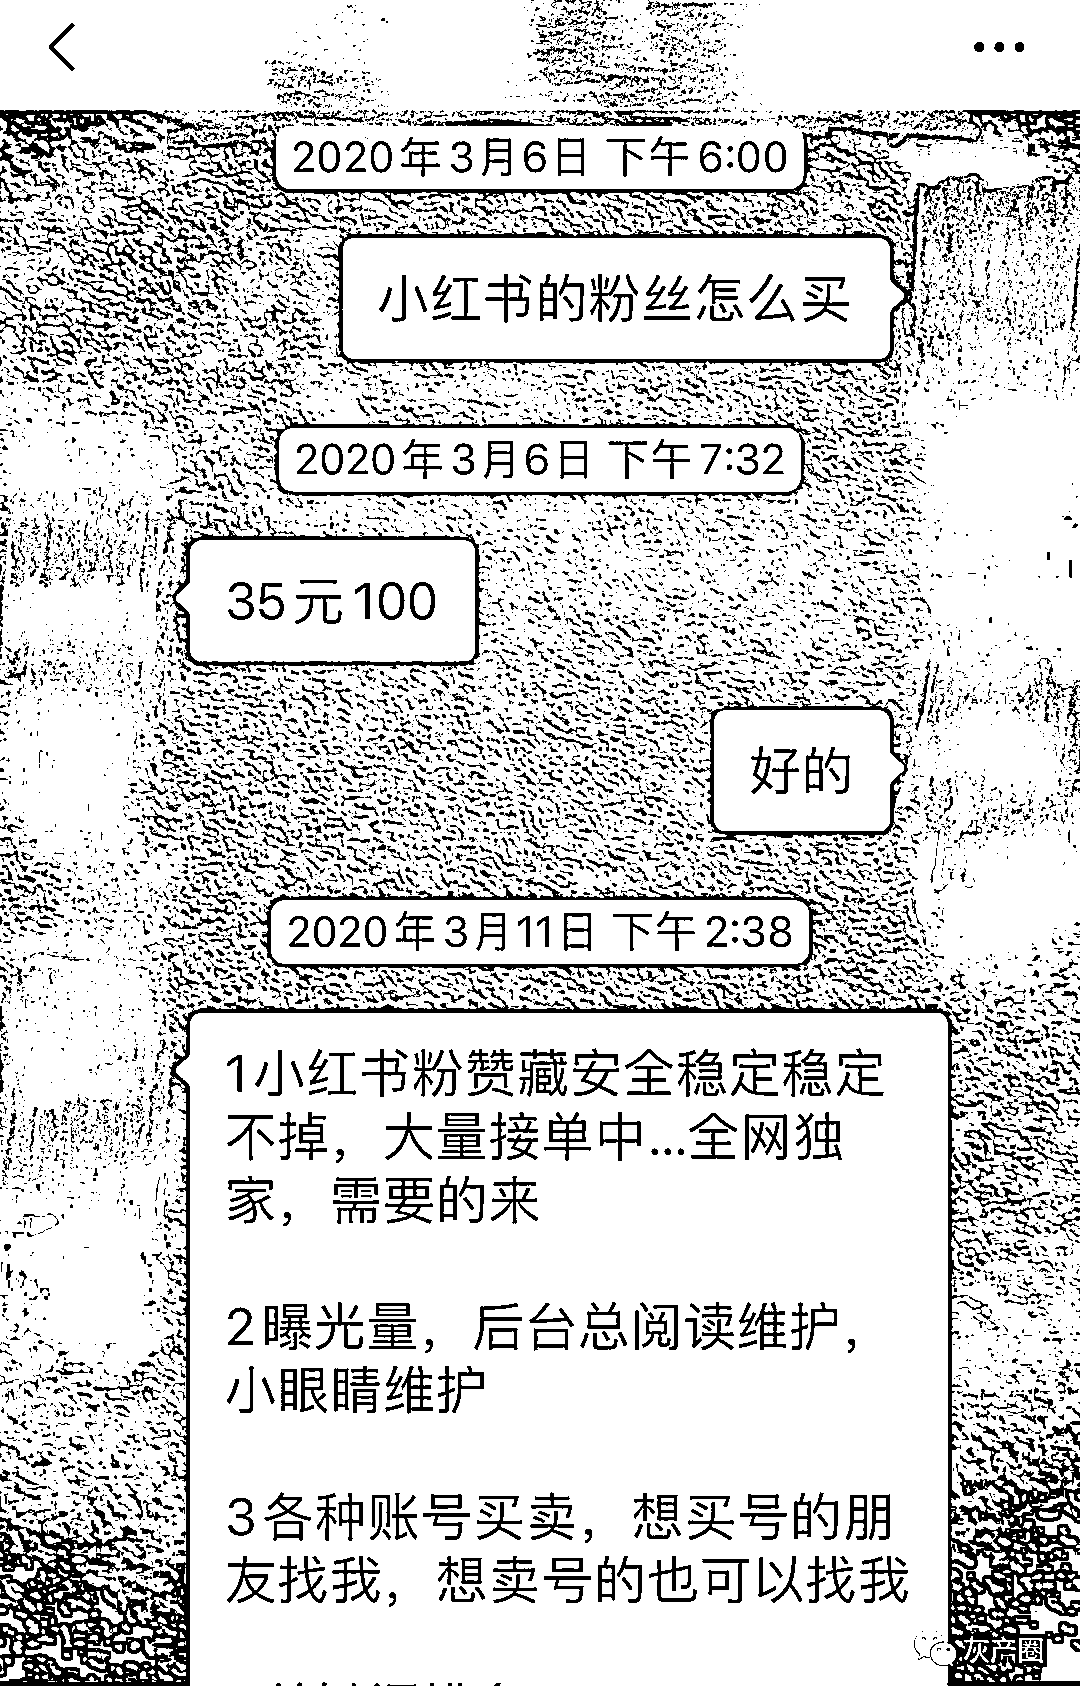 2020年3月6日 下午6:00
小红书的粉丝怎么买
2020年3月6日 下午7:32
35元100
好的
2020年3月11日 下午2:38
1小红书粉赞藏安全稳定稳定
不掉，大量接单中...全网独
家，需要的来
2曝光量，后台总阅读维护，
小眼睛维护
3各种账号买卖，想买号的朋
友找我，想卖号的也可以找我
灰产圈